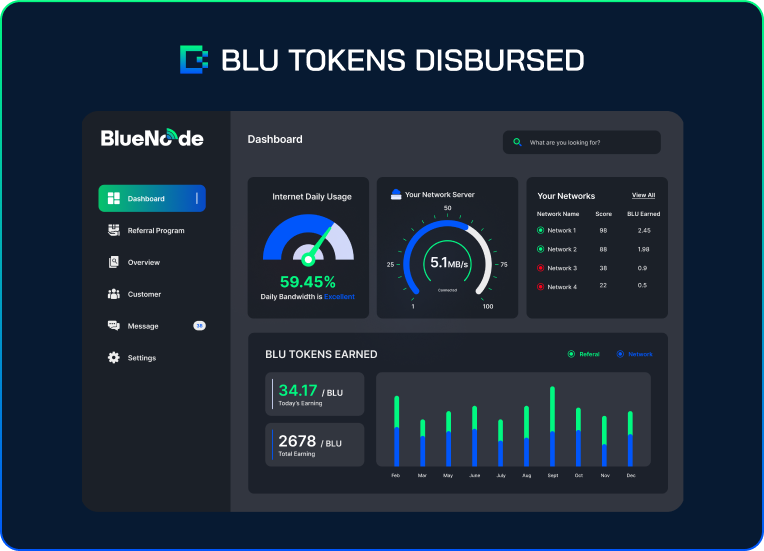 BLU TOKENS DISBURSED
BlueNode
Dashboard
Referral Program
Overview
Customer
Message 38
Settings
Dashboard
What are you looking for?
Internet Daily Usage
59.45%
Daily Bandwidth is Excellent
Your Network Server
50
25
75
5.1MB/s
Connected
1
100
Your Networks View All
Network Name Score BLU Earned
Network 1 98 2.45
Network 2 88 1.98
Network 3 38 0.9
Network 4 22 0.5
BLU TOKENS EARNED
Referal Network
34.17 / BLU
Today's Earning
2678 / BLU
Total Earning
Feb Mar May June July Aug Sept Oct Nov Dec